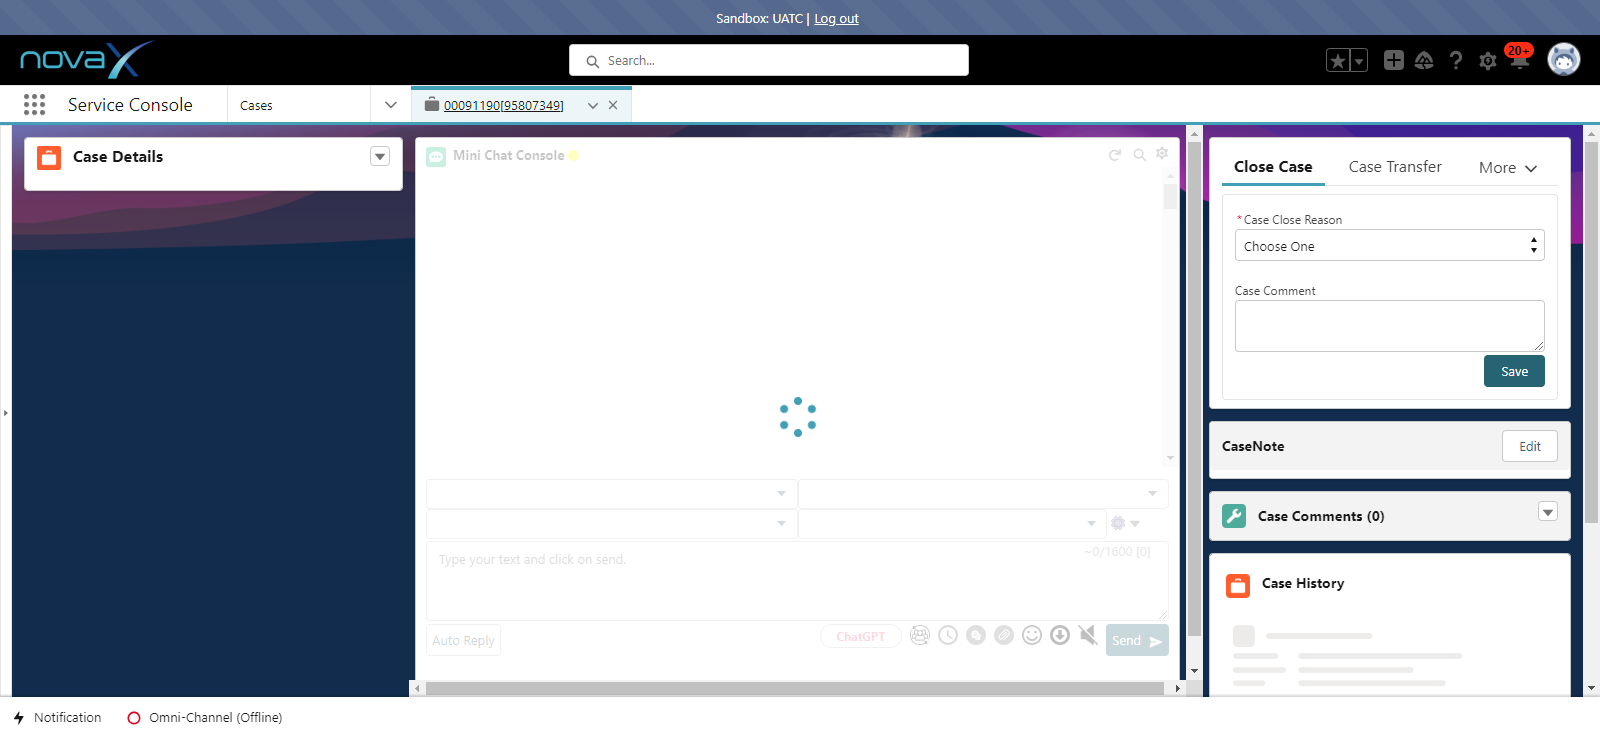 Sandbox: UATC | Log out
novaX
Search...
20+
Service Console
Cases
00091190[95807349]
Case Details
Mini Chat Console
Type your text and click on send.
~0/1600 [0]
Auto Reply
ChatGPT
Send
Close Case
Case Transfer
More
*Case Close Reason
Choose One
Case Comment
Save
CaseNote
Edit
Case Comments (0)
Case History
Notification
Omni-Channel (Offline)